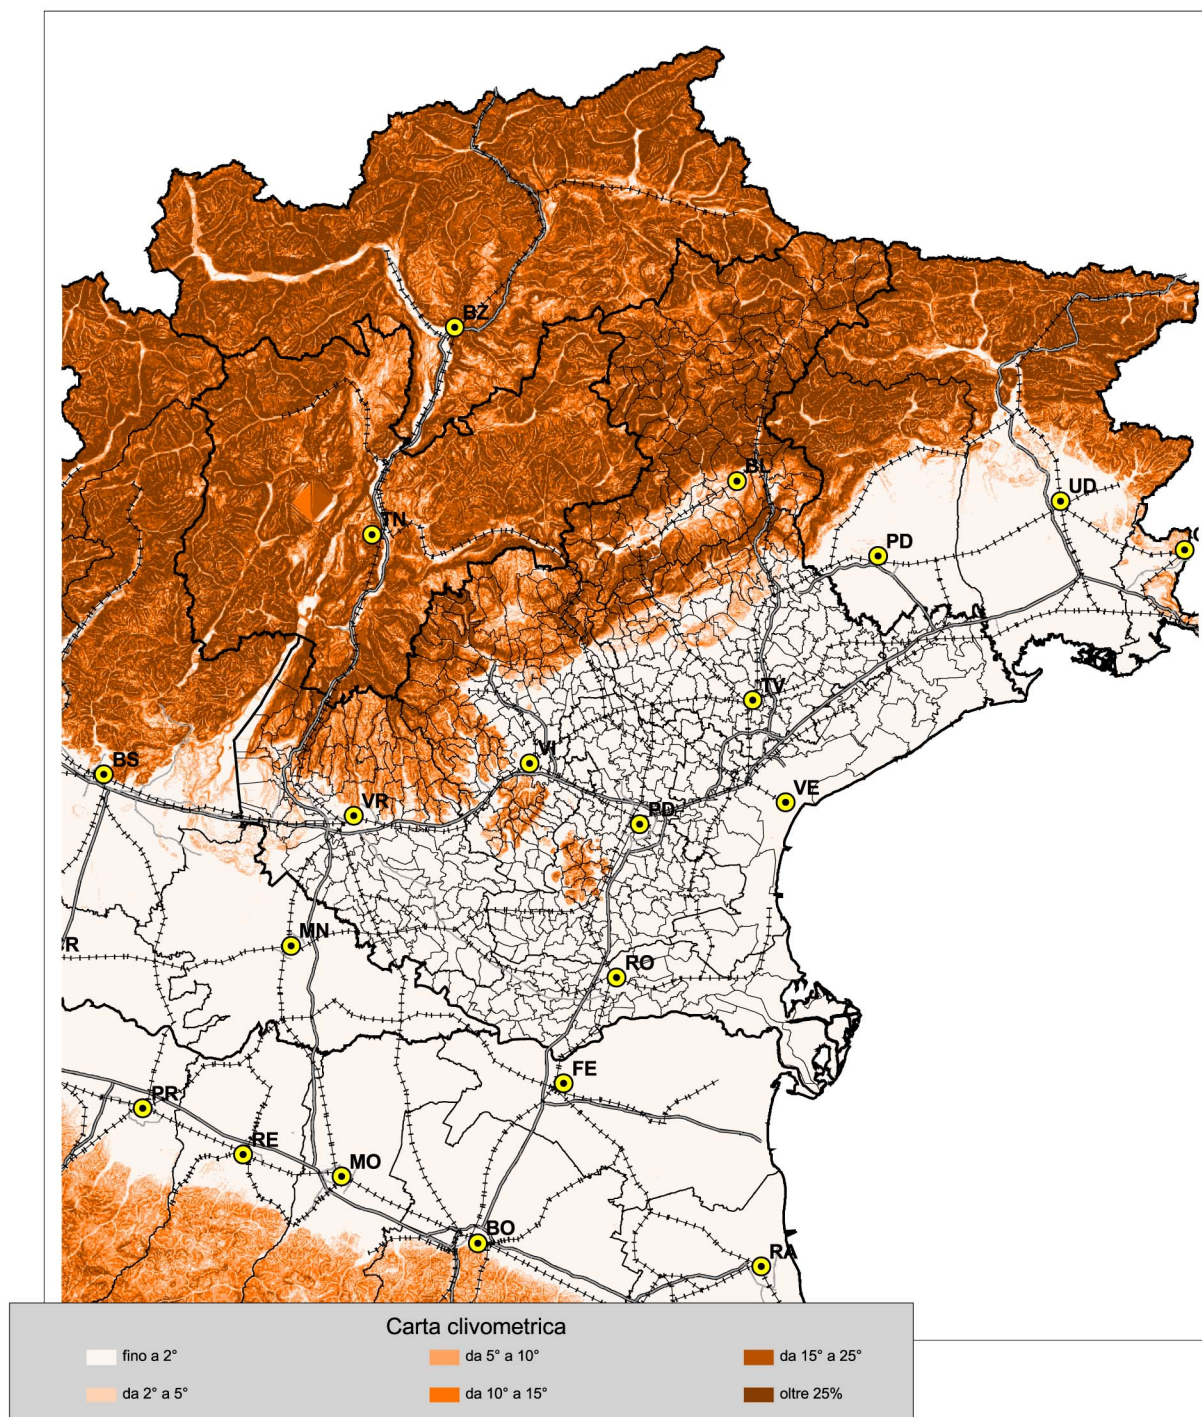 BZ
BL
UD
TN
PD
TV
BS
VI
VE
VR
PD
MN
RO
FE
PR
RE
MO
BO
RA
Carta clivometrica
fino a 2°
da 5° a 10°
da 15° a 25°
da 2° a 5°
da 10° a 15°
oltre 25%